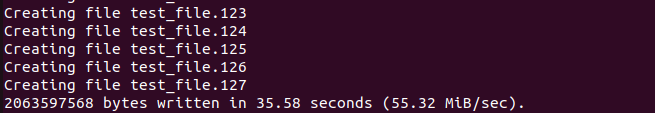 Creating file test_file.123
Creating file test_file.124
Creating file test_file.125
Creating file test_file.126
Creating file test_file.127
2063597568 bytes written in 35.58 seconds (55.32 MiB/sec).